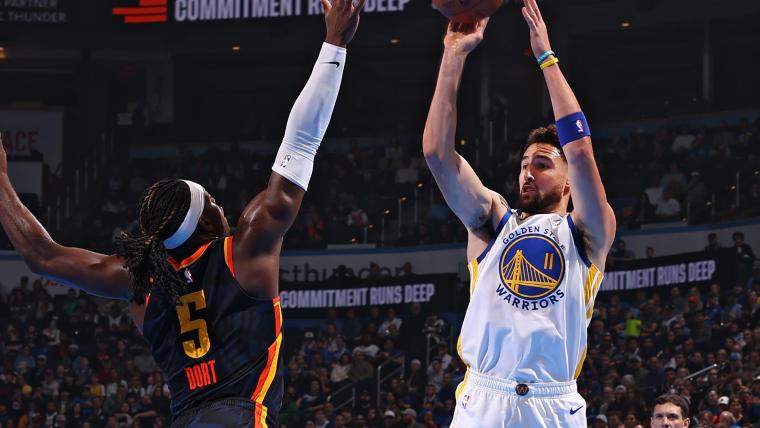 PARTNER
THUNDER
COMMITMENT RUNS DEEP
COMMITMENT RUNS DEEP
COMMITMENT RUNS DEEP
GOLDEN STATE
11
WARRIORS
5
DORT